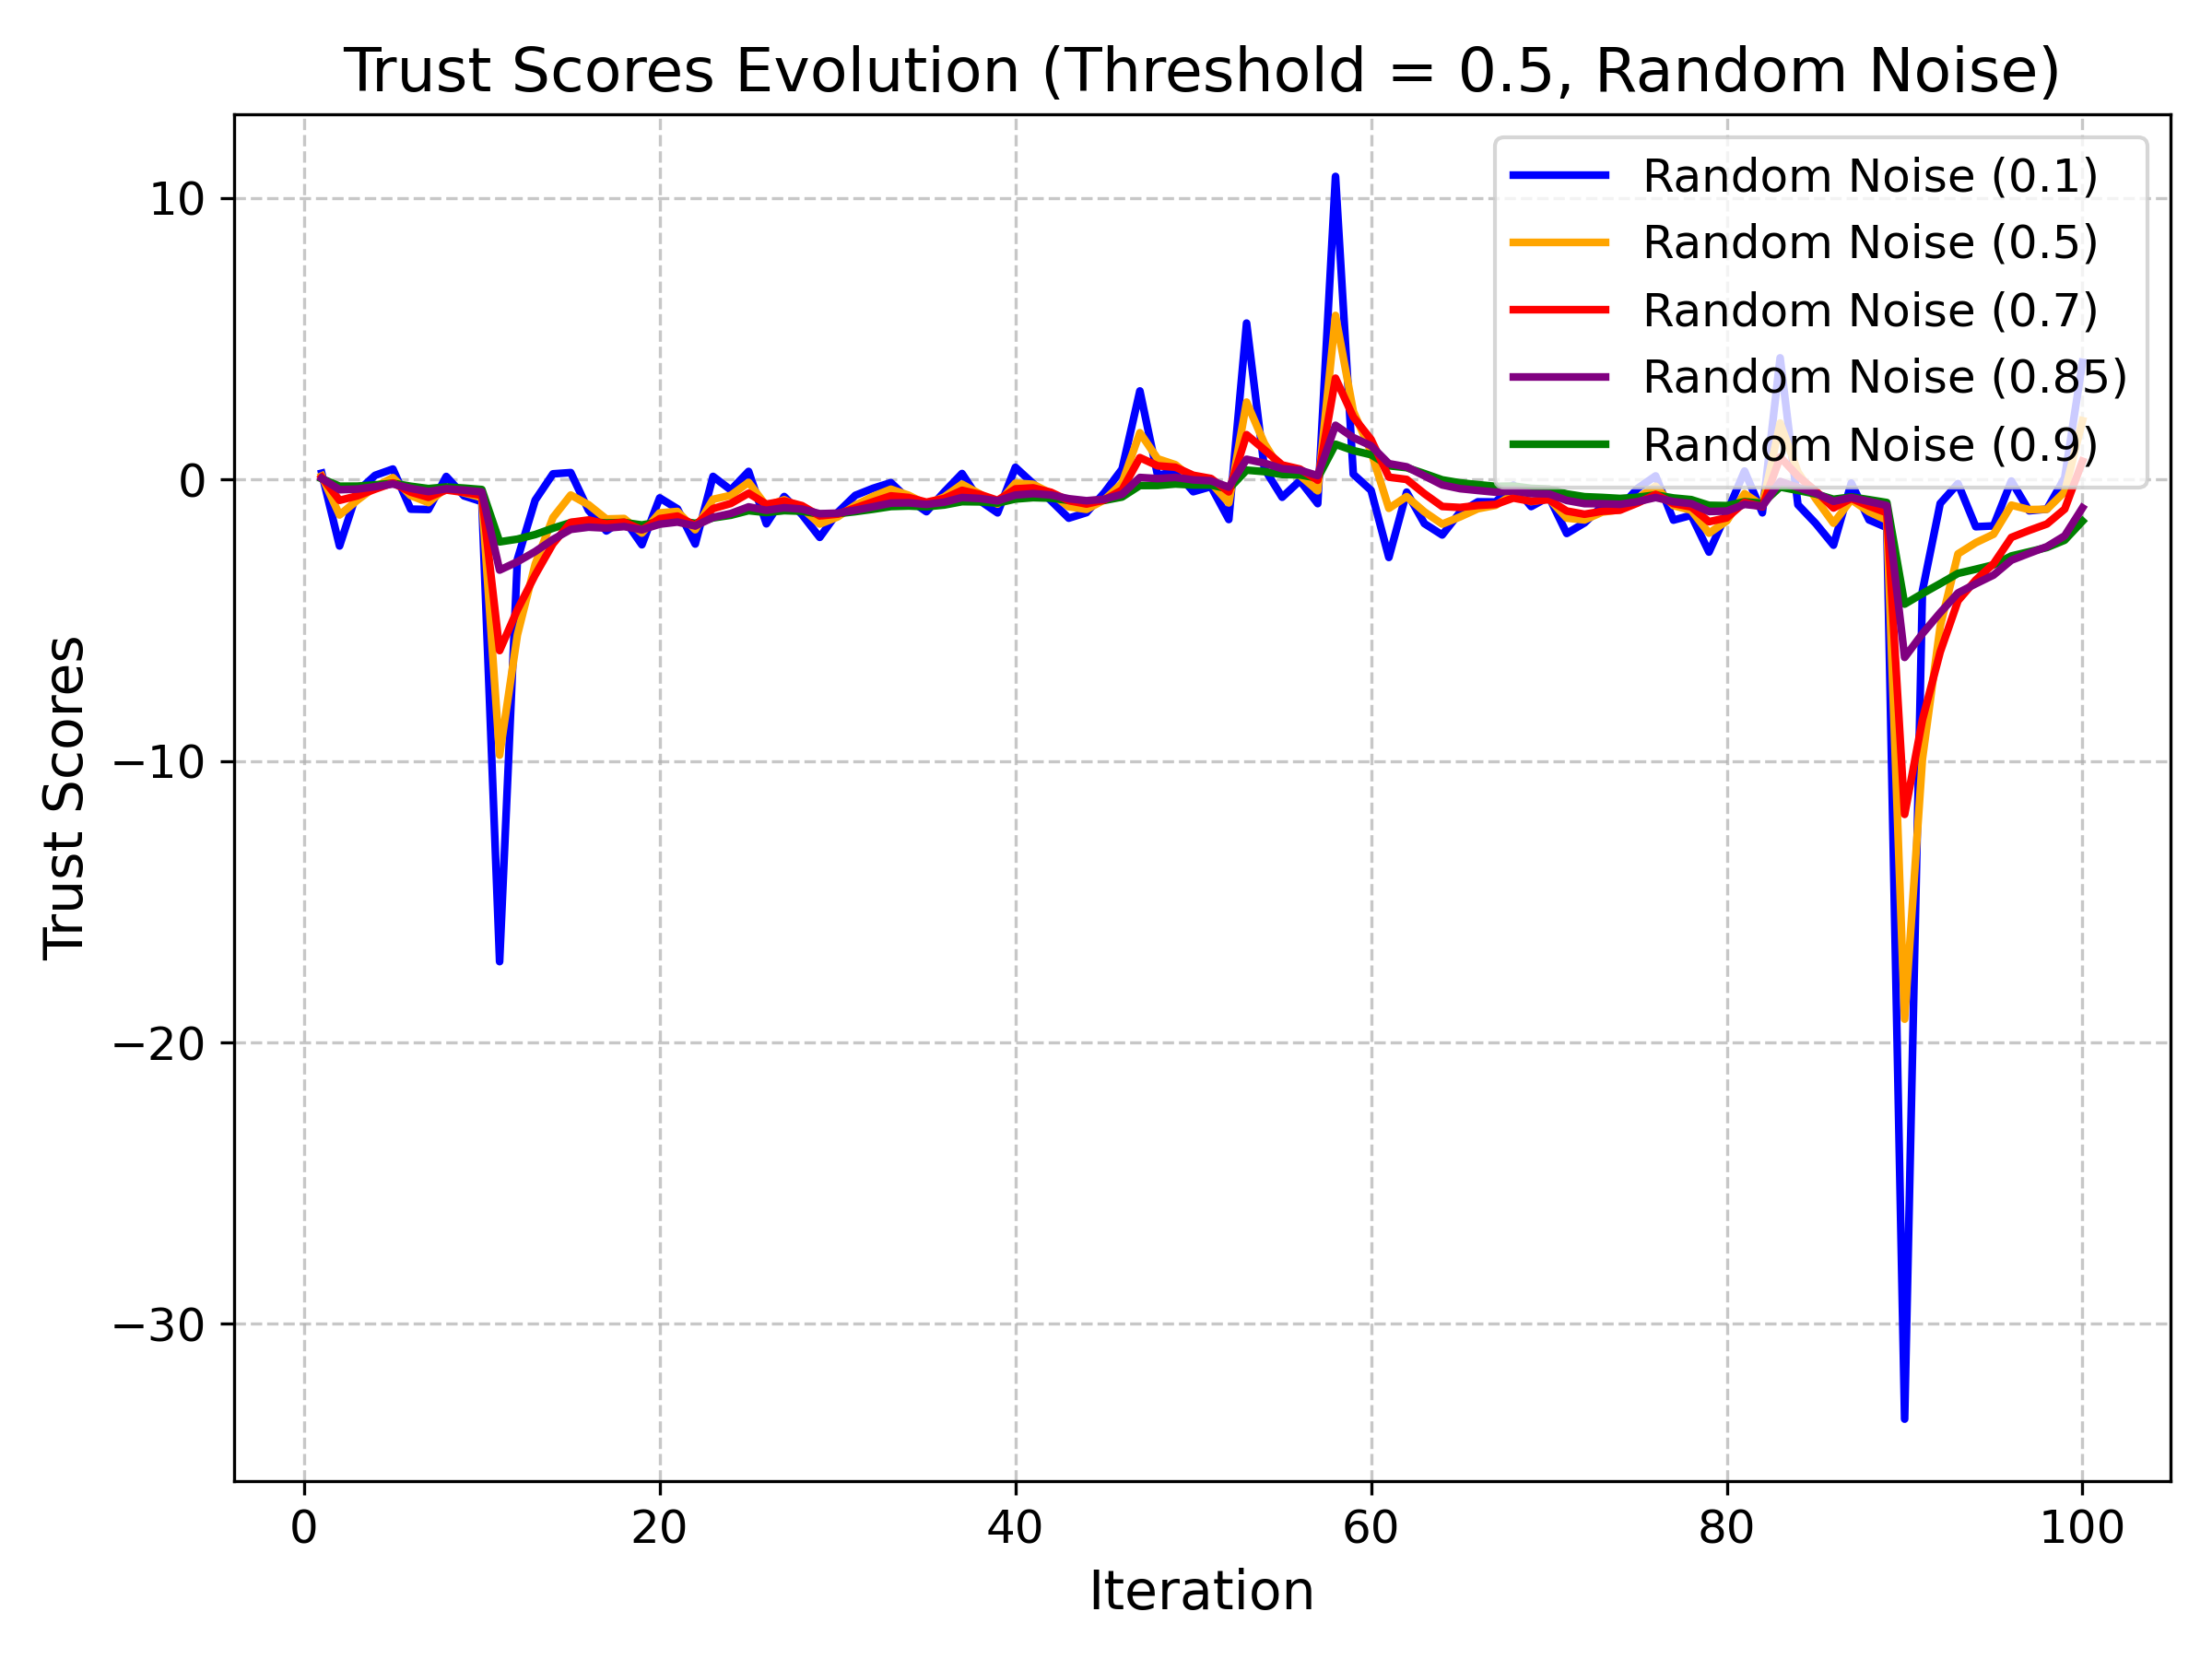 Trust Scores Evolution (Threshold = 0.5, Random Noise)
Random Noise (0.1)
Random Noise (0.5)
Random Noise (0.7)
Random Noise (0.85)
Random Noise (0.9)
Trust Scores
10
0
−10
−20
−30
0 20 40 60 80 100
Iteration